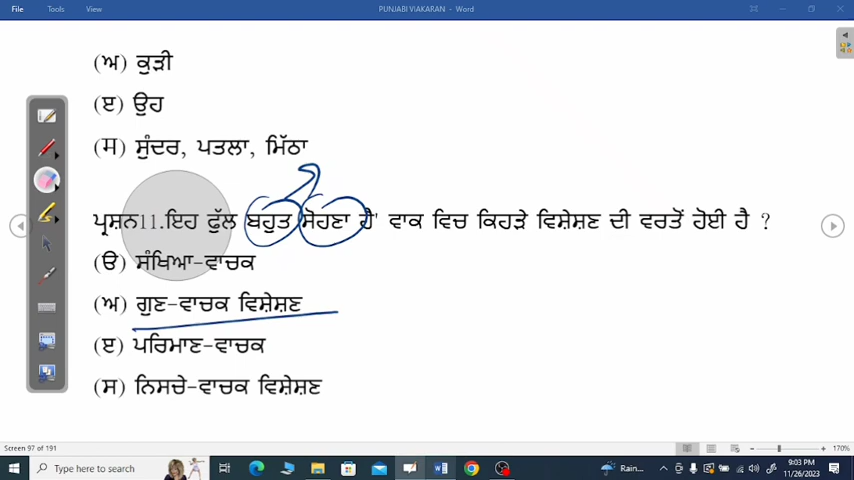 PUNJABI VIAKARAN - Word
File Tools View
(ਅ) ਕੁੜੀ
(ੲ) ਉਹ
(ਸ) ਸੁੰਦਰ, ਪਤਲਾ, ਮਿੱਠਾ
ਪ੍ਰਸ਼ਨ11.ਇਹ ਫੁੱਲ ਬਹੁਤ ਸੋਹਣਾ ਹੈ' ਵਾਕ ਵਿਚ ਕਿਹੜੇ ਵਿਸ਼ੇਸ਼ਣ ਦੀ ਵਰਤੋਂ ਹੋਈ ਹੈ ?
(ੳ) ਸੰਖਿਆ-ਵਾਚਕ
(ਅ) ਗੁਣ-ਵਾਚਕ ਵਿਸ਼ੇਸ਼ਣ
(ੲ) ਪਰਿਮਾਣ-ਵਾਚਕ
(ਸ) ਨਿਸਚੇ-ਵਾਚਕ ਵਿਸ਼ੇਸ਼ਣ
Screen 97 of 191 170%
Type here to search Rain... 9:03 PM
11/26/2023